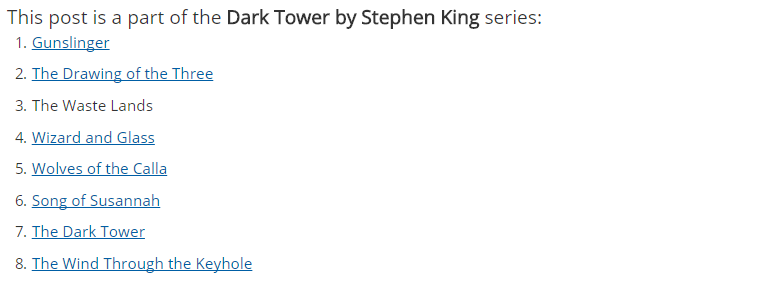 This post is a part of the Dark Tower by Stephen King series:
1. Gunslinger
2. The Drawing of the Three
3. The Waste Lands
4. Wizard and Glass
5. Wolves of the Calla
6. Song of Susannah
7. The Dark Tower
8. The Wind Through the Keyhole